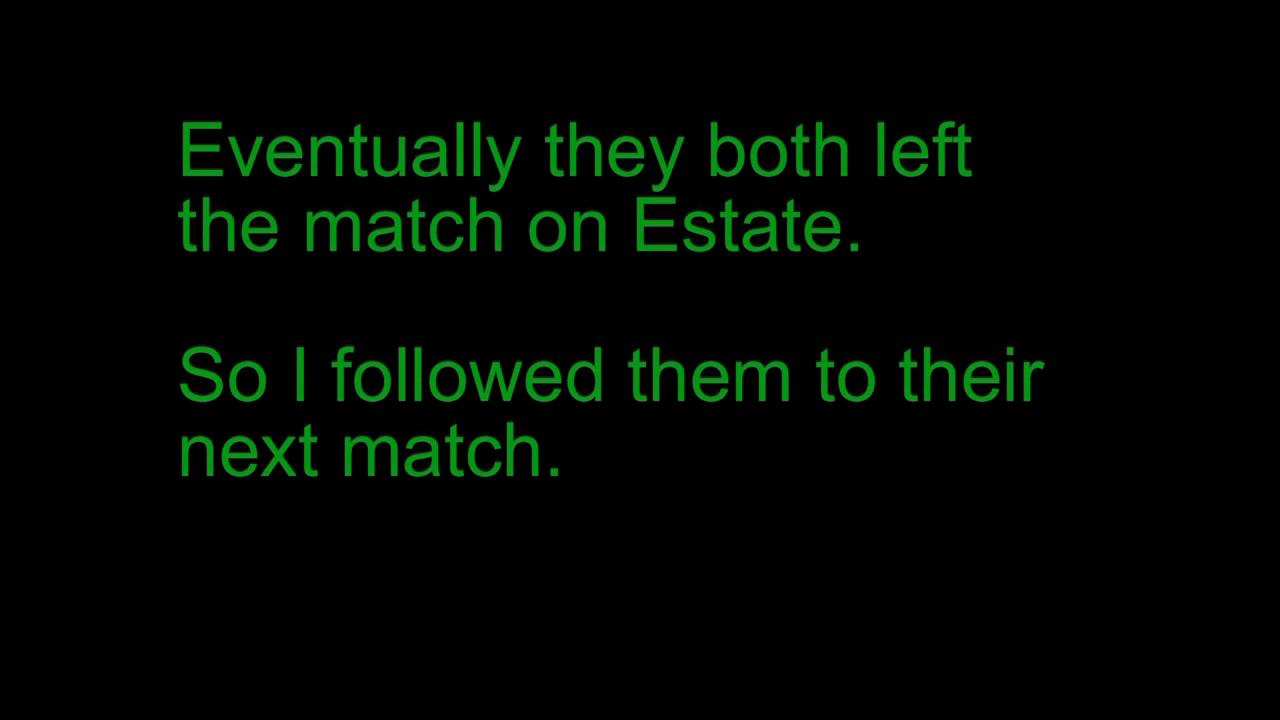 Eventually they both left
the match on Estate.
So I followed them to their
next match.